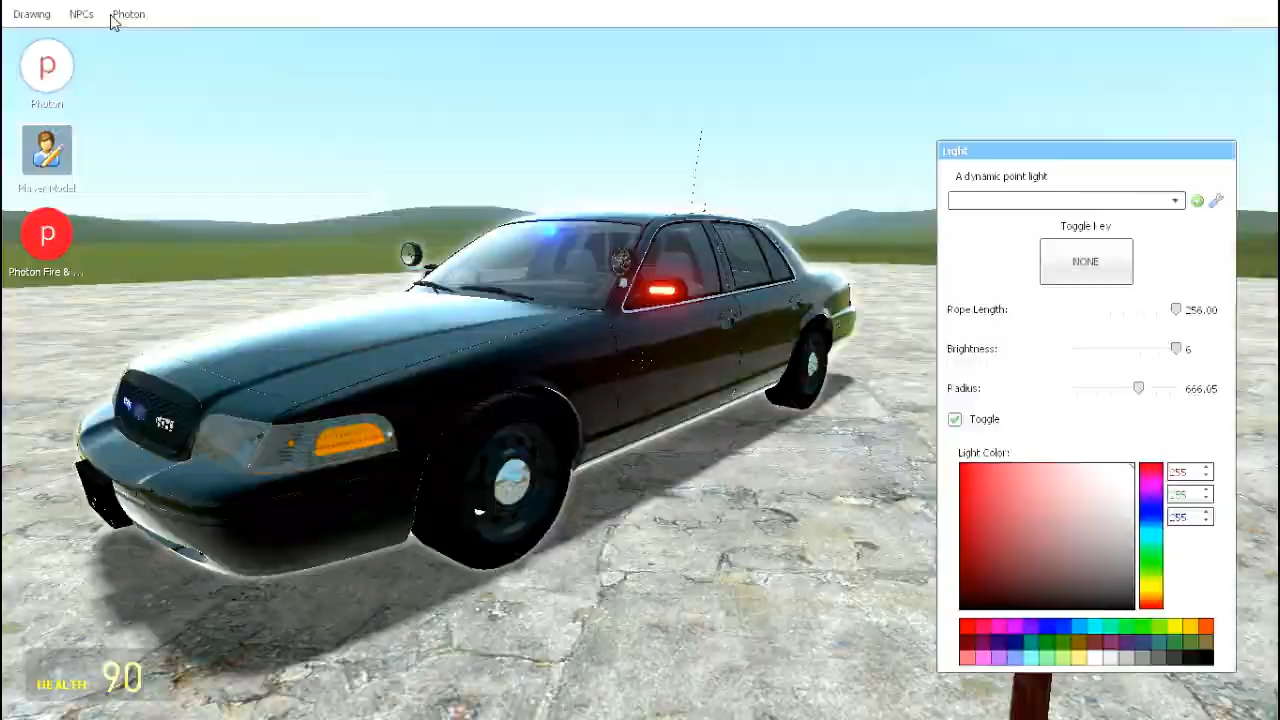 Drawing NPCs Photon
p
Photon
Player Model
p
Photon Fire & ...
Light
A dynamic point light
Toggle Key
NONE
Rope Length: 256.00
Brightness: 6
Radius: 666.05
Toggle
Light Color:
255
255
255
HEALTH 90